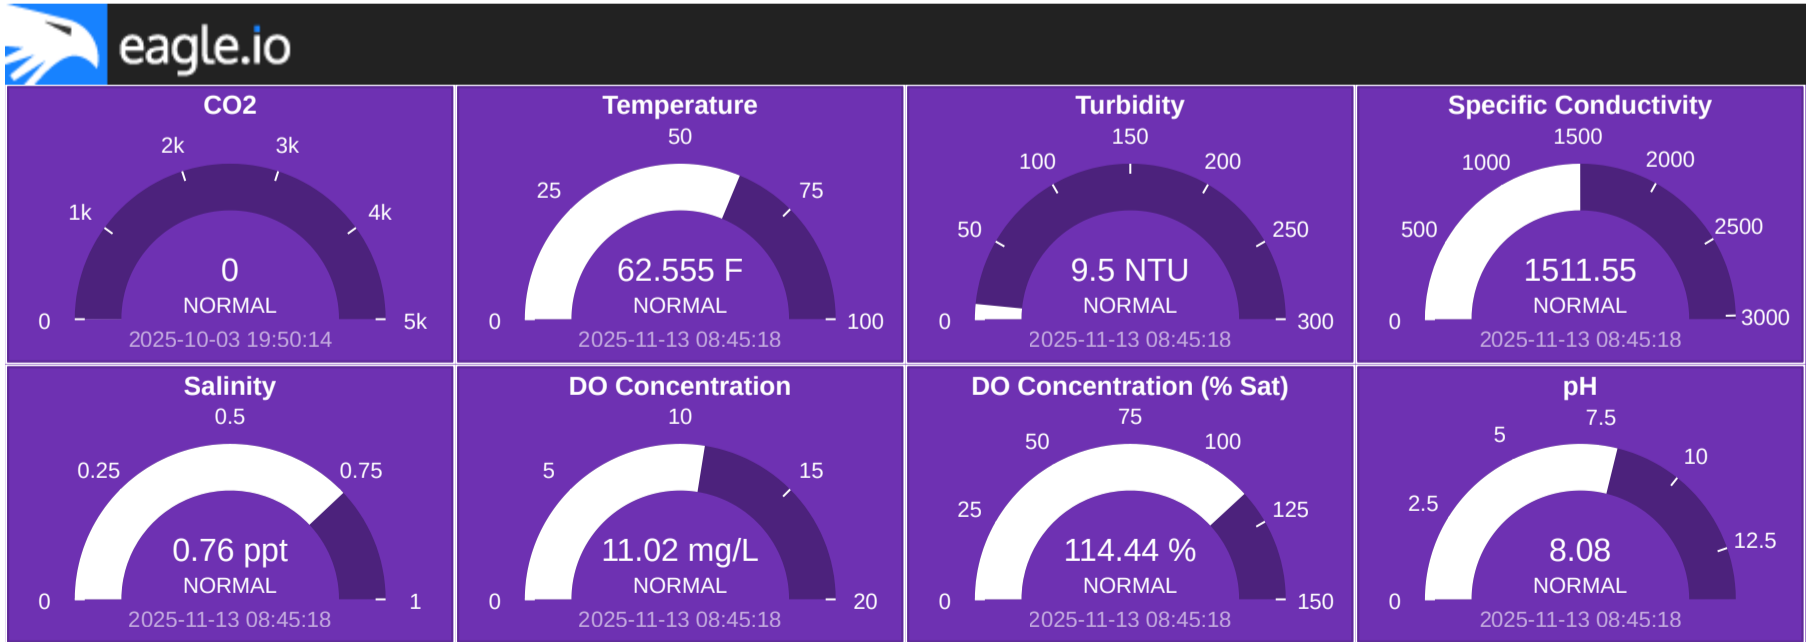 eagle.io
CO2
2k 3k
1k 4k
0
NORMAL
0 5k
2025-10-03 19:50:14
Temperature
50
25 75
62.555 F
NORMAL
0 100
2025-11-13 08:45:18
Turbidity
150
100 200
50 250
9.5 NTU
NORMAL
0 300
2025-11-13 08:45:18
Specific Conductivity
1500
1000 2000
500 2500
1511.55
NORMAL
0 3000
2025-11-13 08:45:18
Salinity
0.5
0.25 0.75
0.76 ppt
NORMAL
0 1
2025-11-13 08:45:18
DO Concentration
10
5 15
11.02 mg/L
NORMAL
0 20
2025-11-13 08:45:18
DO Concentration (% Sat)
75
50 100
25 125
114.44 %
NORMAL
0 150
2025-11-13 08:45:18
pH
7.5
5 10
2.5 12.5
8.08
NORMAL
0
2025-11-13 08:45:18